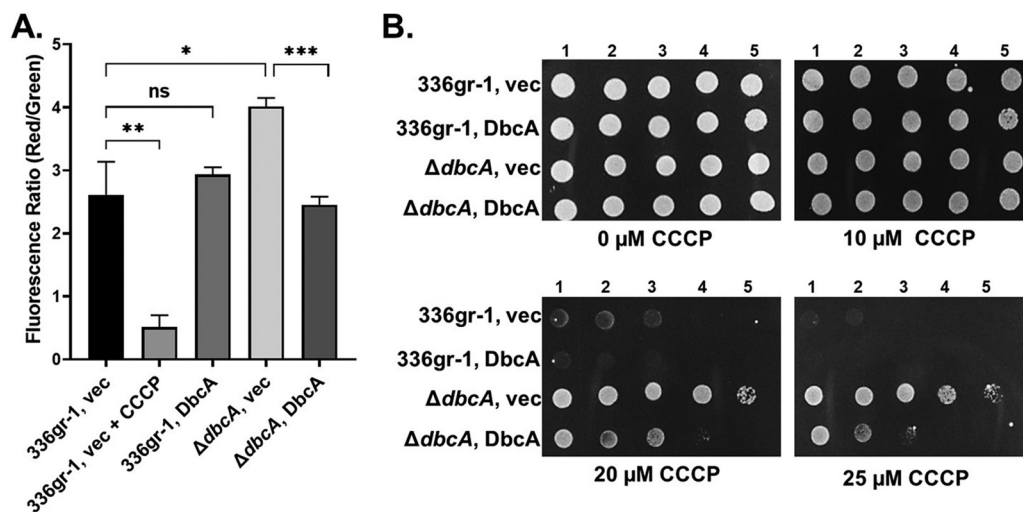 A.
Fluorescence Ratio (Red/Green)
5
4
3
2
1
0
*
***
ns
**
336gr-1, vec
336gr-1, vec + CCCP
336gr-1, DbcA
ΔdbcA, vec
ΔdbcA, DbcA
B.
1 2 3 4 5
1 2 3 4 5
336gr-1, vec
336gr-1, DbcA
ΔdbcA, vec
ΔdbcA, DbcA
0 µM CCCP
10 µM CCCP
1 2 3 4 5
1 2 3 4 5
336gr-1, vec
336gr-1, DbcA
ΔdbcA, vec
ΔdbcA, DbcA
20 µM CCCP
25 µM CCCP